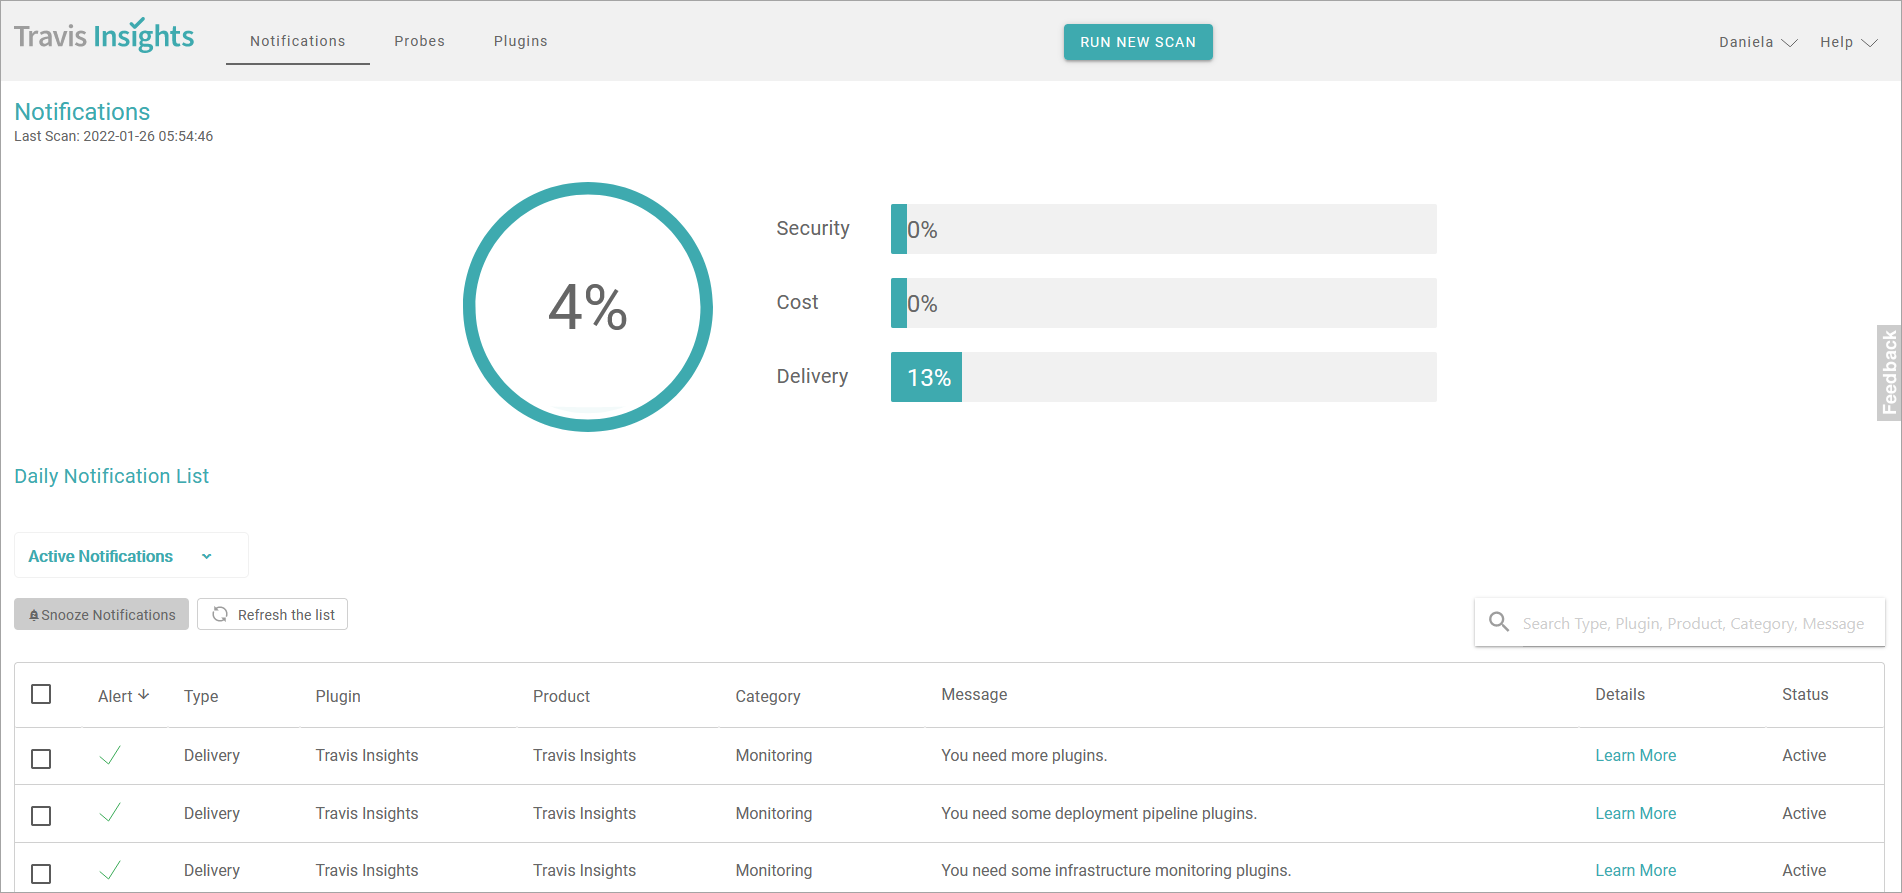 Travis Insights Notifications Probes Plugins RUN NEW SCAN Daniela Help
Notifications
Last Scan: 2022-01-26 05:54:46
4%
Security 0%
Cost 0%
Delivery 13%
Feedback
Daily Notification List
Active Notifications
Snooze Notifications Refresh the list Search Type, Plugin, Product, Category, Message
Alert Type Plugin Product Category Message Details Status
Delivery Travis Insights Travis Insights Monitoring You need more plugins. Learn More Active
Delivery Travis Insights Travis Insights Monitoring You need some deployment pipeline plugins. Learn More Active
Delivery Travis Insights Travis Insights Monitoring You need some infrastructure monitoring plugins. Learn More Active